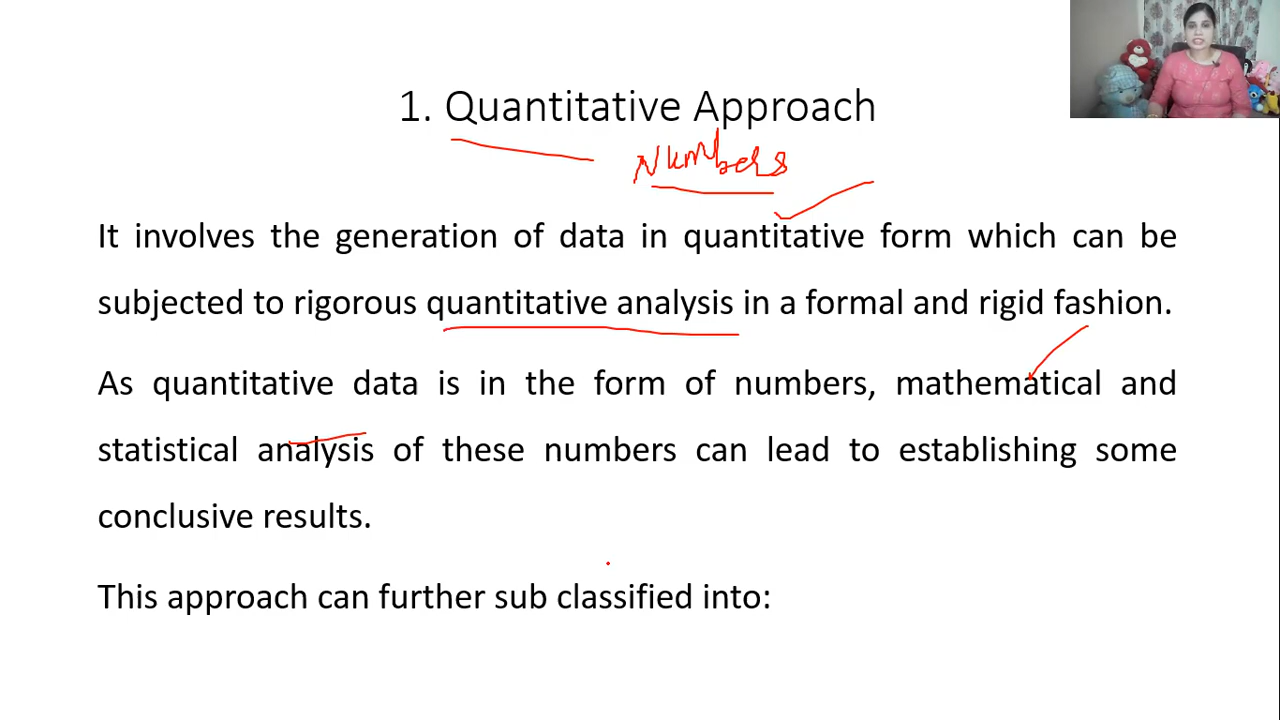 1. Quantitative Approach
Numbers
It involves the generation of data in quantitative form which can be
subjected to rigorous quantitative analysis in a formal and rigid fashion.
As quantitative data is in the form of numbers, mathematical and
statistical analysis of these numbers can lead to establishing some
conclusive results.
This approach can further sub classified into: